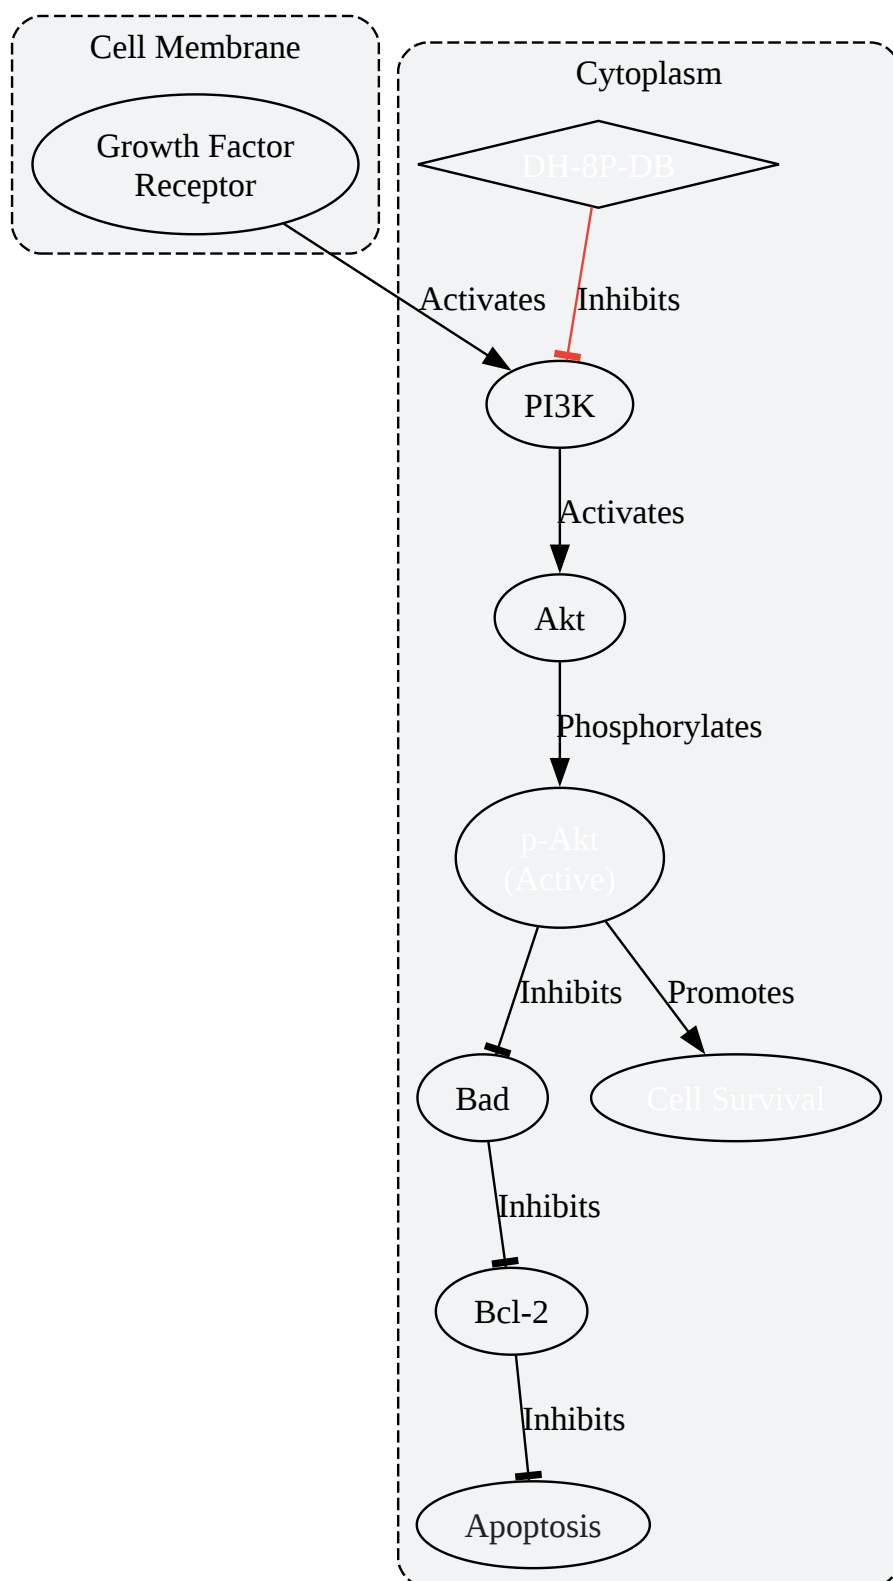 Cell Membrane
Growth Factor
Receptor
Cytoplasm
DH-8P-DB
Activates
Inhibits
PI3K
Activates
Akt
Phosphorylates
p-Akt
(Active)
Inhibits
Promotes
Bad
Cell Survival
Inhibits
Bcl-2
Inhibits
Apoptosis